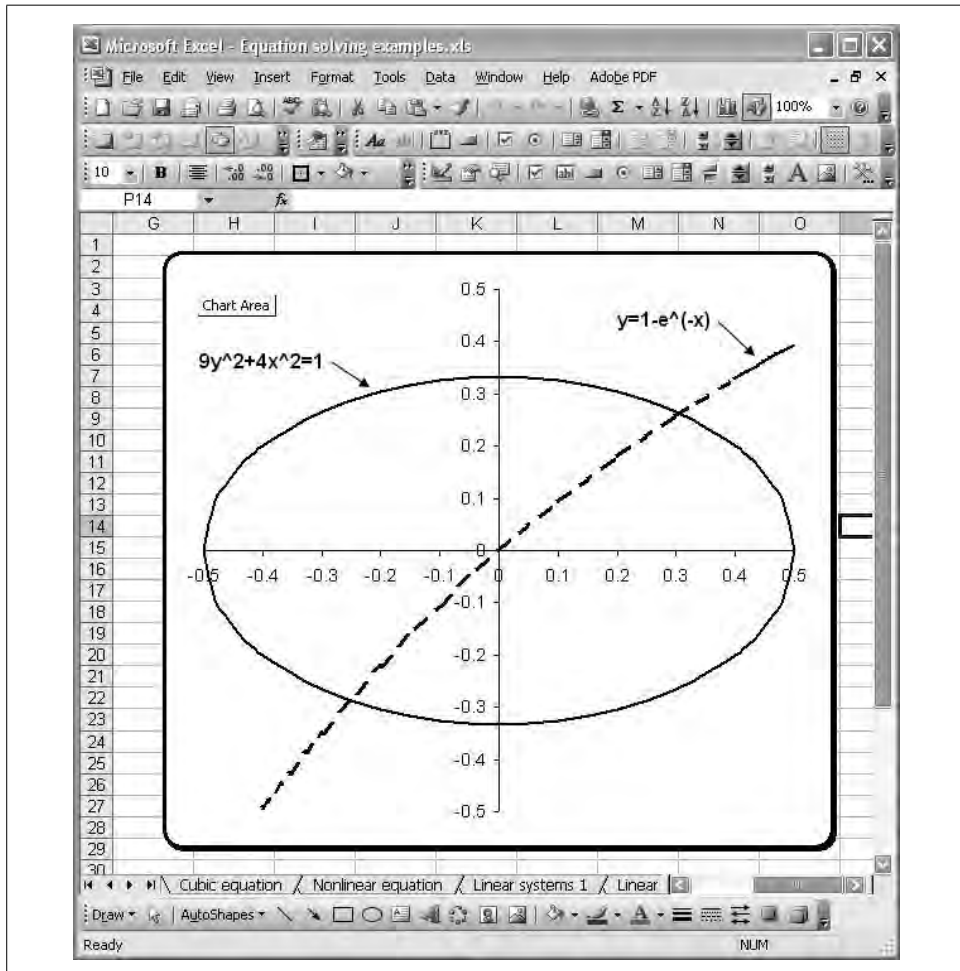 Microsoft Excel - Equation solving examples.xls
File Edit View Insert Format Tools Data Window Help Adobe PDF
Σ 100%
Aa
10 B A
P14 fx
G H I J K L M N O
1
2
3
4
5
6
7
8
9
10
11
12
13
14
15
16
17
18
19
20
21
22
23
24
25
26
27
28
29
30
Chart Area
y=1-e^(-x)
9y^2+4x^2=1
0.5
0.4
0.3
0.2
0.1
0
-0.5 -0.4 -0.3 -0.2 -0.1 0 0.1 0.2 0.3 0.4 0.5
-0.1
-0.2
-0.3
-0.4
-0.5
Cubic equation / Nonlinear equation / Linear systems 1 / Linear
Draw AutoShapes A
Ready NUM